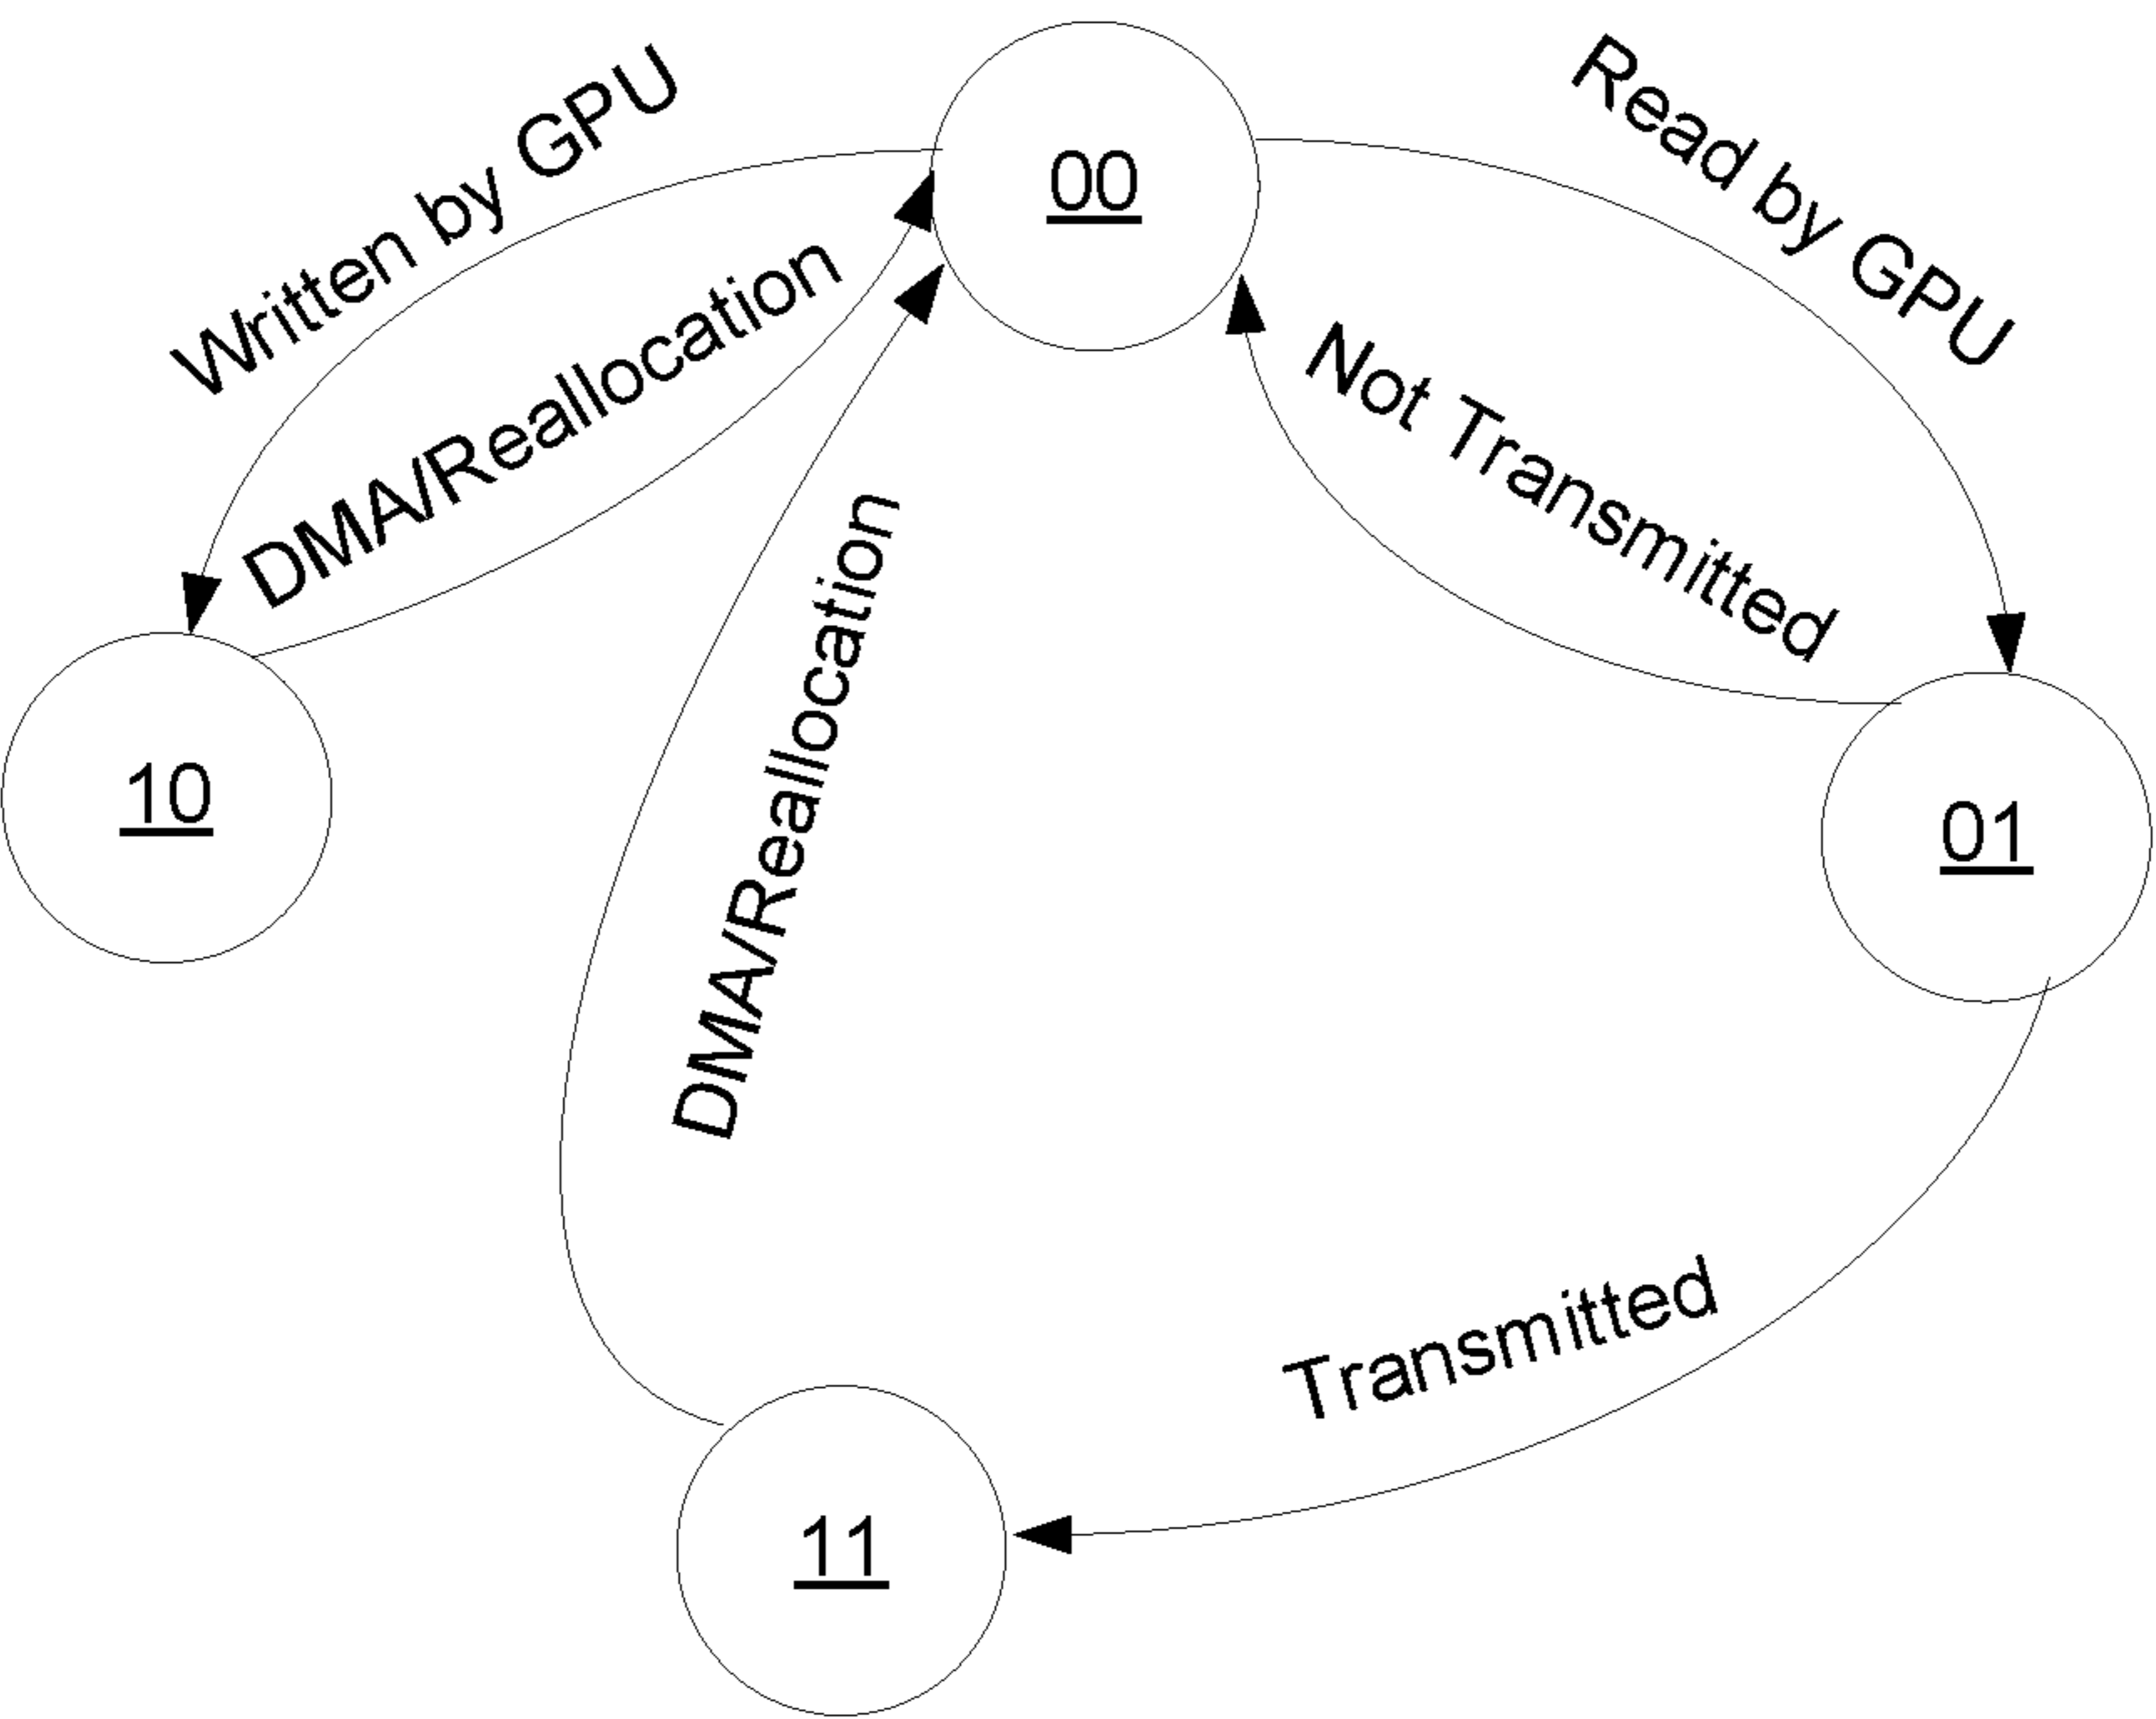 Written by GPU
00
Read by GPU
DMA/Reallocation
Not Transmitted
DMA/Reallocation
10
01
Transmitted
11